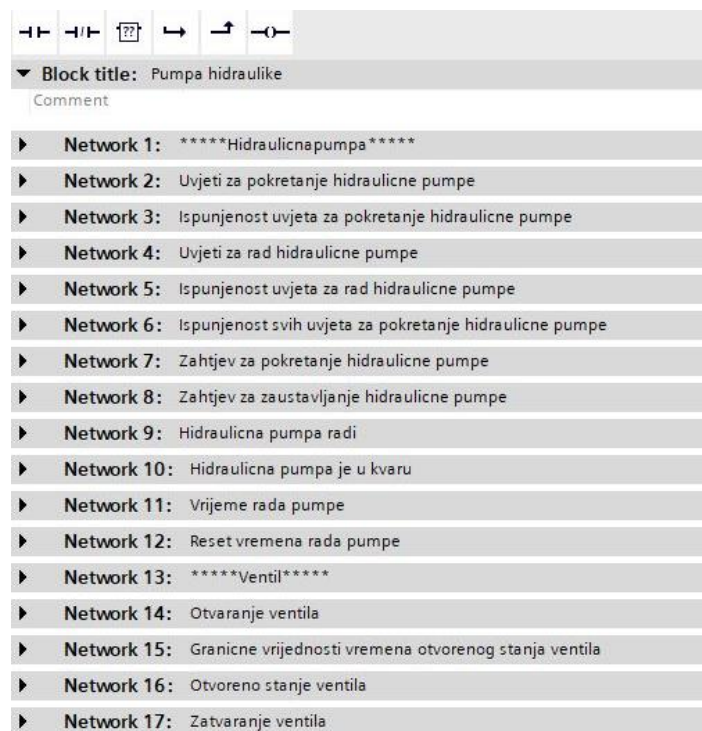 ??
Block title: Pumpa hidraulike
Comment
Network 1: *****Hidraulicnapumpa*****
Network 2: Uvjeti za pokretanje hidraulicne pumpe
Network 3: Ispunjenost uvjeta za pokretanje hidraulicne pumpe
Network 4: Uvjeti za rad hidraulicne pumpe
Network 5: Ispunjenost uvjeta za rad hidraulicne pumpe
Network 6: Ispunjenost svih uvjeta za pokretanje hidraulicne pumpe
Network 7: Zahtjev za pokretanje hidraulicne pumpe
Network 8: Zahtjev za zaustavljanje hidraulicne pumpe
Network 9: Hidraulicna pumpa radi
Network 10: Hidraulicna pumpa je u kvaru
Network 11: Vrijeme rada pumpe
Network 12: Reset vremena rada pumpe
Network 13: *****Ventil*****
Network 14: Otvaranje ventila
Network 15: Granicne vrijednosti vremena otvorenog stanja ventila
Network 16: Otvoreno stanje ventila
Network 17: Zatvaranje ventila